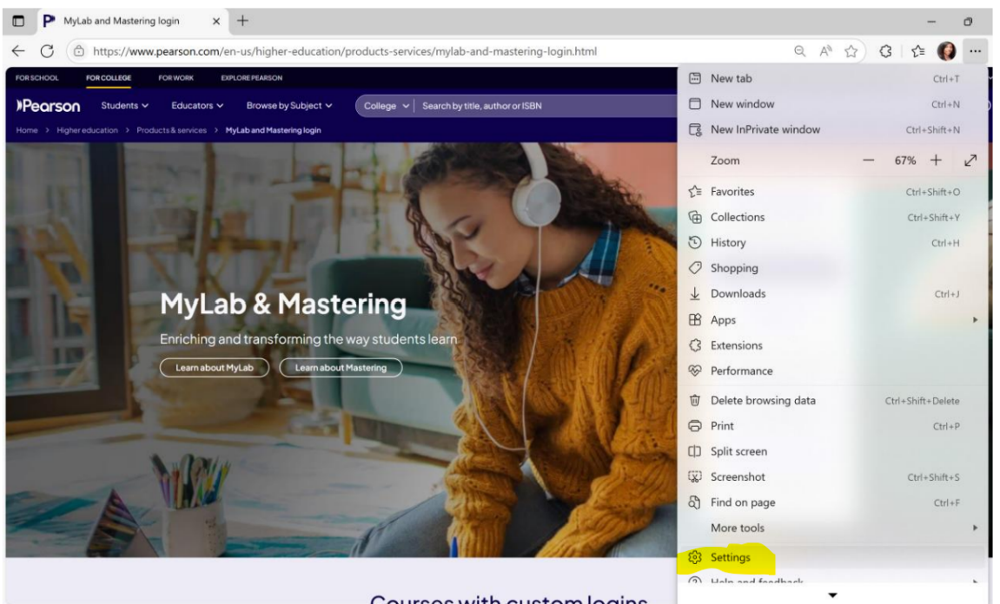 MyLab and Mastering login
https://www.pearson.com/en-us/higher-education/products-services/mylab-and-mastering-login.html
FOR SCHOOL FOR COLLEGE FOR WORK EXPLORE PEARSON
Pearson Students Educators Browse by Subject College Search by title, author or ISBN
Home > Higher education > Products & services > MyLab and Mastering login
MyLab & Mastering
Enriching and transforming the way students learn
Learn about MyLab Learn about Mastering
Courses with custom logins
New tab Ctrl+T
New window Ctrl+N
New InPrivate window Ctrl+Shift+N
Zoom — 67% +
Favorites Ctrl+Shift+O
Collections Ctrl+Shift+Y
History Ctrl+H
Shopping
Downloads Ctrl+J
Apps
Extensions
Performance
Delete browsing data Ctrl+Shift+Delete
Print Ctrl+P
Split screen
Screenshot Ctrl+Shift+S
Find on page Ctrl+F
More tools
Settings
Help and feedback